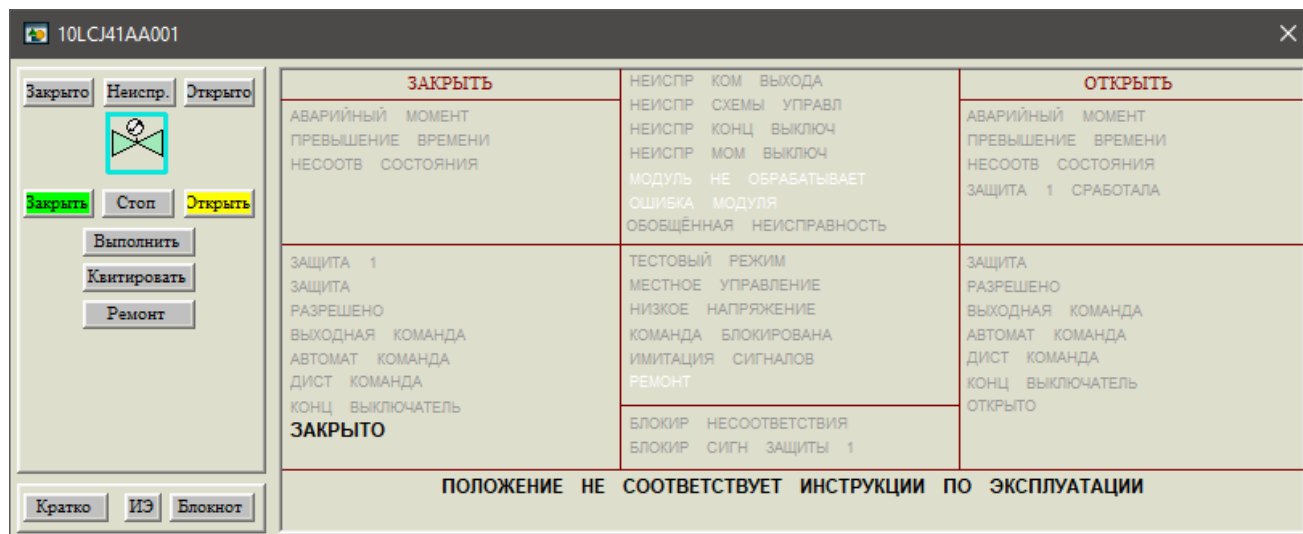 10LCJ41AA001
Закрыто Неиспр. Открыто
Закрыть Стоп Открыть
Выполнить
Квитировать
Ремонт
Кратко ИЭ Блокнот
ЗАКРЫТЬ
АВАРИЙНЫЙ МОМЕНТ
ПРЕВЫШЕНИЕ ВРЕМЕНИ
НЕСООТВ СОСТОЯНИЯ
НЕИСПР КОМ ВЫХОДА
НЕИСПР СХЕМЫ УПРАВЛ
НЕИСПР КОНЦ ВЫКЛЮЧ
НЕИСПР МОМ ВЫКЛЮЧ
МОДУЛЬ НЕ ОБРАБАТЫВАЕТ
ОШИБКА МОДУЛЯ
ОБОБЩЁННАЯ НЕИСПРАВНОСТЬ
ОТКРЫТЬ
АВАРИЙНЫЙ МОМЕНТ
ПРЕВЫШЕНИЕ ВРЕМЕНИ
НЕСООТВ СОСТОЯНИЯ
ЗАЩИТА 1 СРАБОТАЛА
ЗАЩИТА 1
ЗАЩИТА
РАЗРЕШЕНО
ВЫХОДНАЯ КОМАНДА
АВТОМАТ КОМАНДА
ДИСТ КОМАНДА
КОНЦ ВЫКЛЮЧАТЕЛЬ
ЗАКРЫТО
ТЕСТОВЫЙ РЕЖИМ
МЕСТНОЕ УПРАВЛЕНИЕ
НИЗКОЕ НАПРЯЖЕНИЕ
КОМАНДА БЛОКИРОВАНА
ИМИТАЦИЯ СИГНАЛОВ
РЕМОНТ
БЛОКИР НЕСООТВЕТСТВИЯ
БЛОКИР СИГН ЗАЩИТЫ 1
ЗАЩИТА
РАЗРЕШЕНО
ВЫХОДНАЯ КОМАНДА
АВТОМАТ КОМАНДА
ДИСТ КОМАНДА
КОНЦ ВЫКЛЮЧАТЕЛЬ
ОТКРЫТО
ПОЛОЖЕНИЕ НЕ СООТВЕТСТВУЕТ ИНСТРУКЦИИ ПО ЭКСПЛУАТАЦИИ